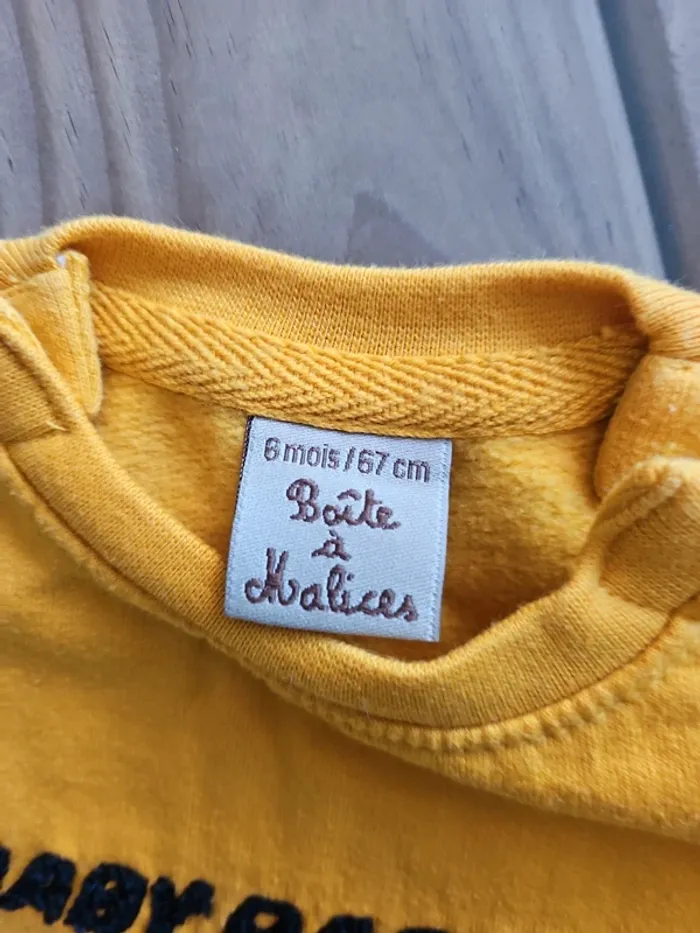 6 mois / 67 cm
Boîte
à
Malices